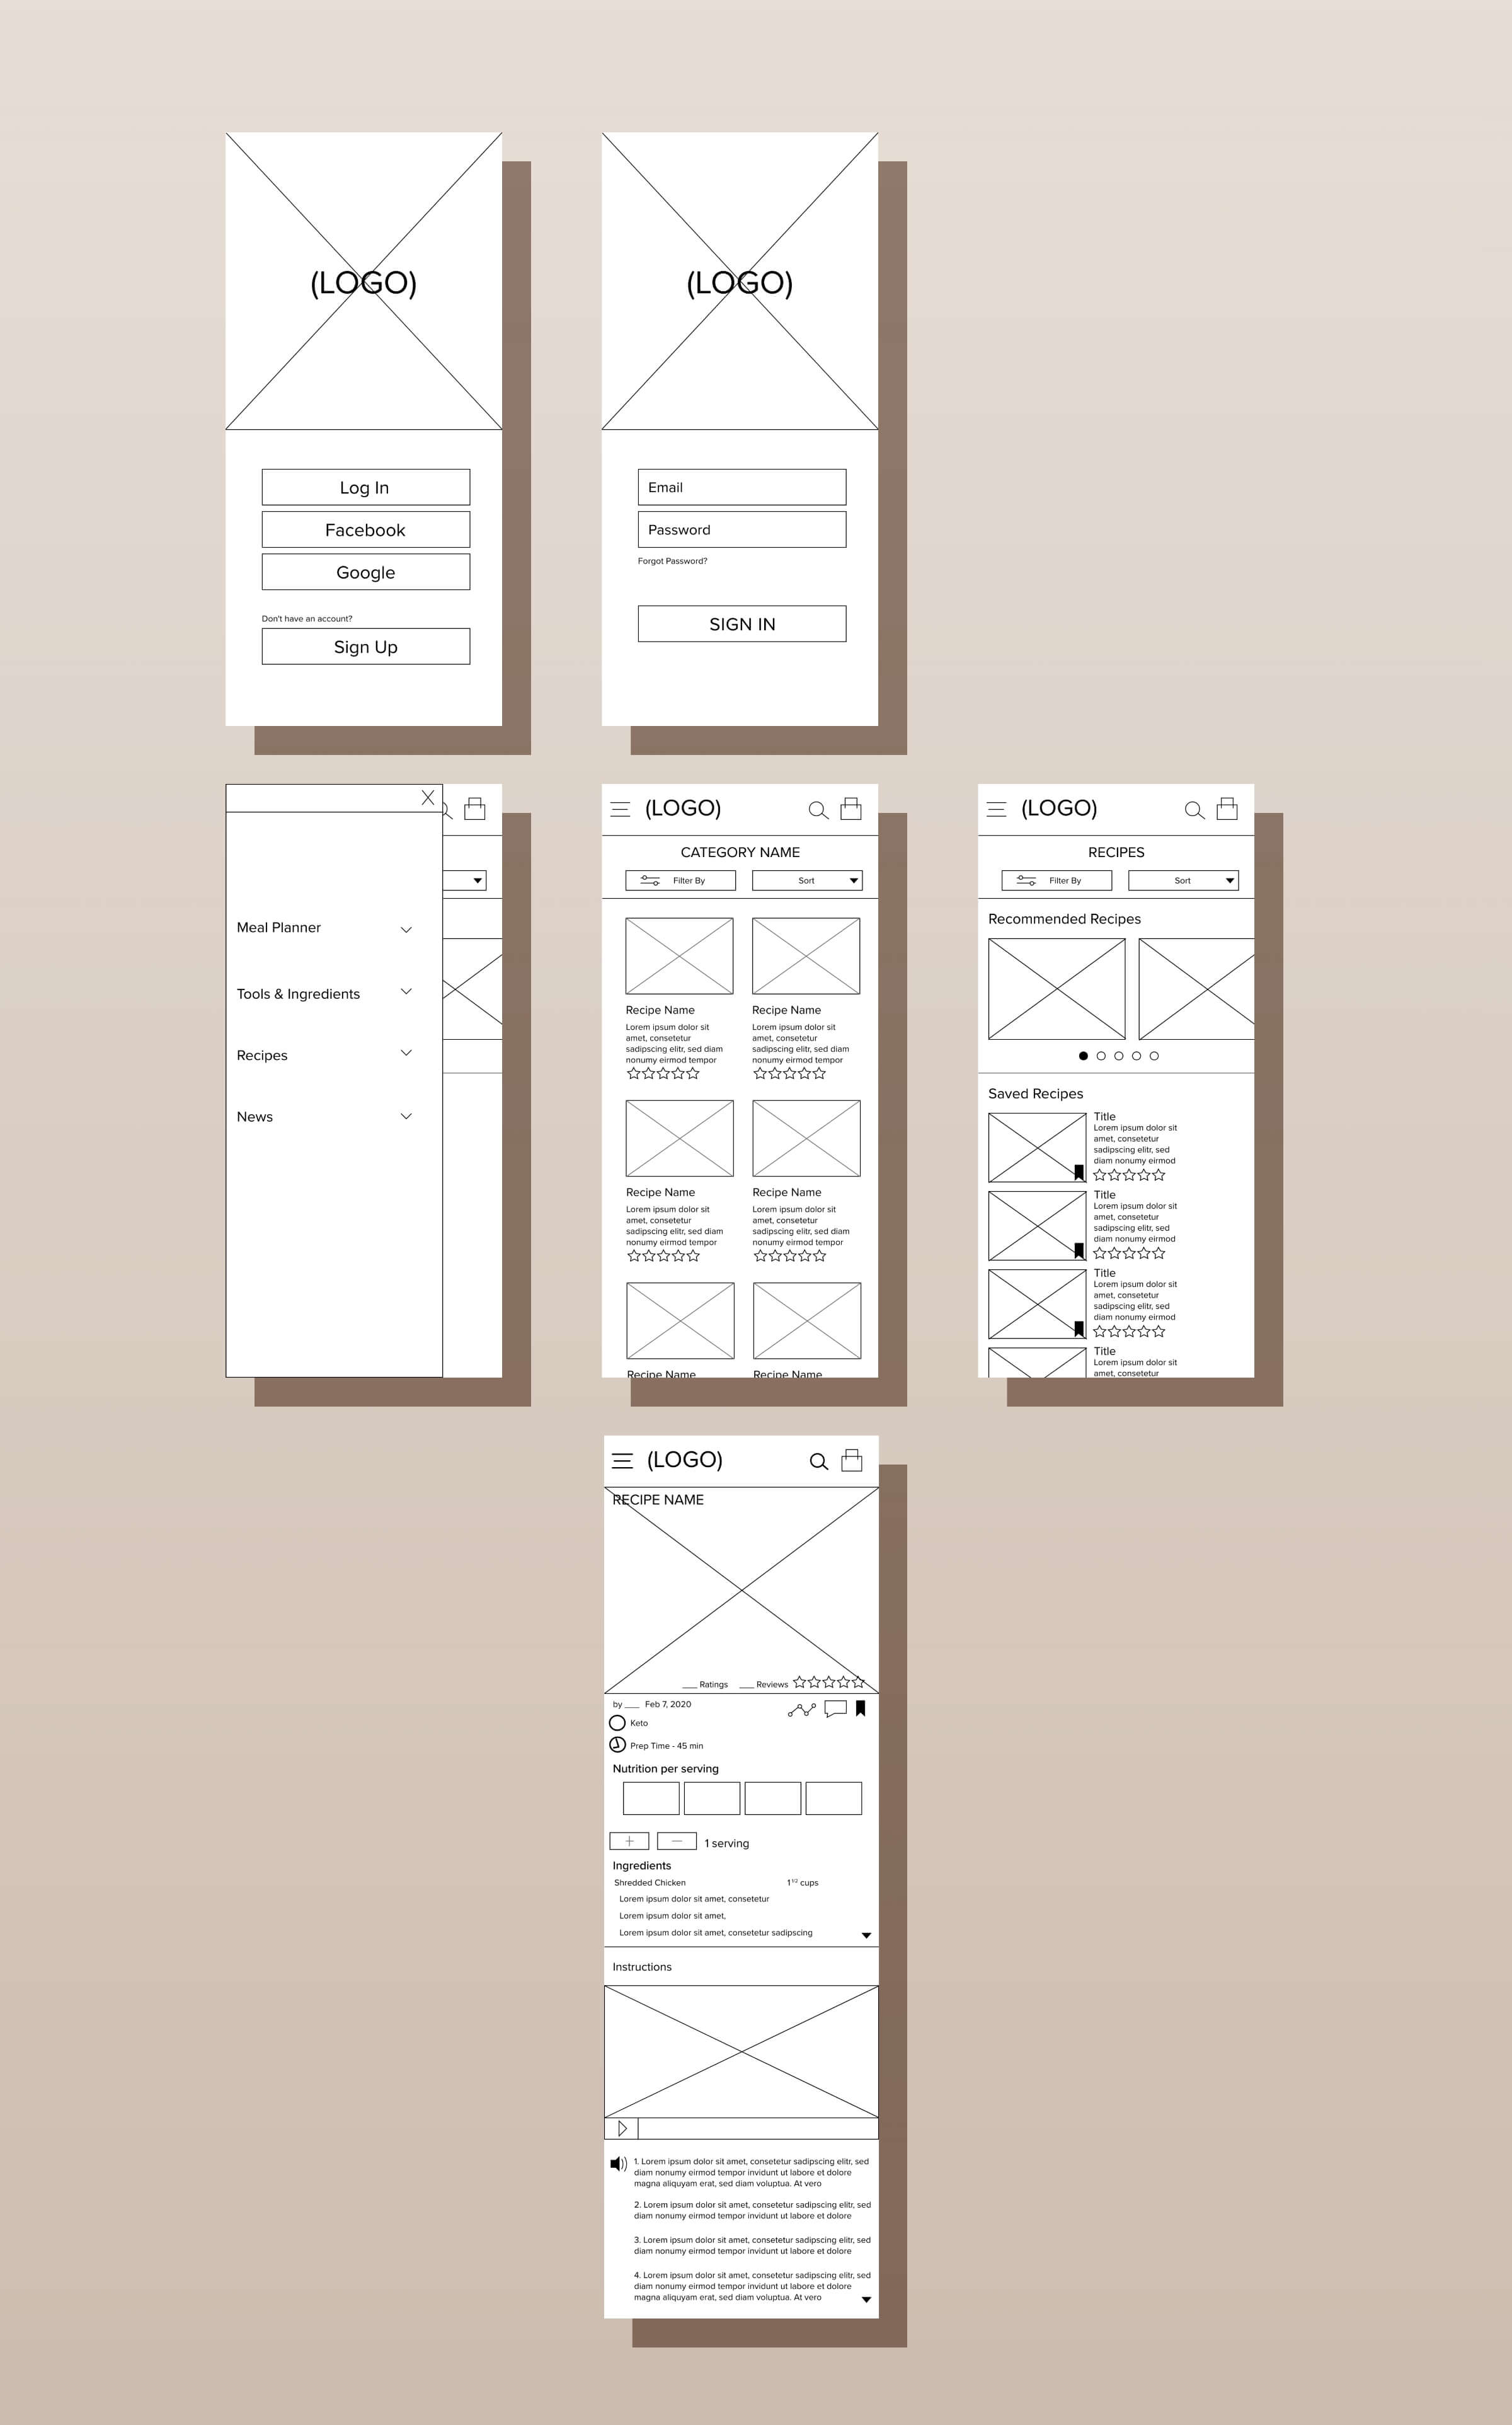 (LOGO)
Log In
Facebook
Google
Don't have an account?
Sign Up
(LOGO)
Email
Password
Forgot Password?
SIGN IN
Meal Planner
Tools & Ingredients
Recipes
News
(LOGO)
CATEGORY NAME
Filter By
Sort
Recipe Name
Lorem ipsum dolor sit
amet, consetetur
sadipscing elitr, sed diam
nonumy eirmod tempor
Recipe Name
Lorem ipsum dolor sit
amet, consetetur
sadipscing elitr, sed diam
nonumy eirmod tempor
Recipe Name
Lorem ipsum dolor sit
amet, consetetur
sadipscing elitr, sed diam
nonumy eirmod tempor
Recipe Name
Lorem ipsum dolor sit
amet, consetetur
sadipscing elitr, sed diam
nonumy eirmod tempor
Recipe Name
Recipe Name
(LOGO)
RECIPES
Filter By
Sort
Recommended Recipes
Saved Recipes
Title
Lorem ipsum dolor sit
amet, consetetur
sadipscing elitr, sed
diam nonumy eirmod
Title
Lorem ipsum dolor sit
amet, consetetur
sadipscing elitr, sed
diam nonumy eirmod
Title
Lorem ipsum dolor sit
amet, consetetur
sadipscing elitr, sed
diam nonumy eirmod
Title
Lorem ipsum dolor sit
amet, consetetur
(LOGO)
RECIPE NAME
___ Ratings ___ Reviews
by ___ Feb 7, 2020
Keto
Prep Time - 45 min
Nutrition per serving
+ − 1 serving
Ingredients
Shredded Chicken 1 1/2 cups
Lorem ipsum dolor sit amet, consetetur
Lorem ipsum dolor sit amet,
Lorem ipsum dolor sit amet, consetetur sadipscing
Instructions
1. Lorem ipsum dolor sit amet, consetetur sadipscing elitr, sed
diam nonumy eirmod tempor invidunt ut labore et dolore
magna aliquyam erat, sed diam voluptua. At vero
2. Lorem ipsum dolor sit amet, consetetur sadipscing elitr, sed
diam nonumy eirmod tempor invidunt ut labore et dolore
3. Lorem ipsum dolor sit amet, consetetur sadipscing elitr, sed
diam nonumy eirmod tempor invidunt ut labore et dolore
4. Lorem ipsum dolor sit amet, consetetur sadipscing elitr, sed
diam nonumy eirmod tempor invidunt ut labore et dolore
magna aliquyam erat, sed diam voluptua. At vero